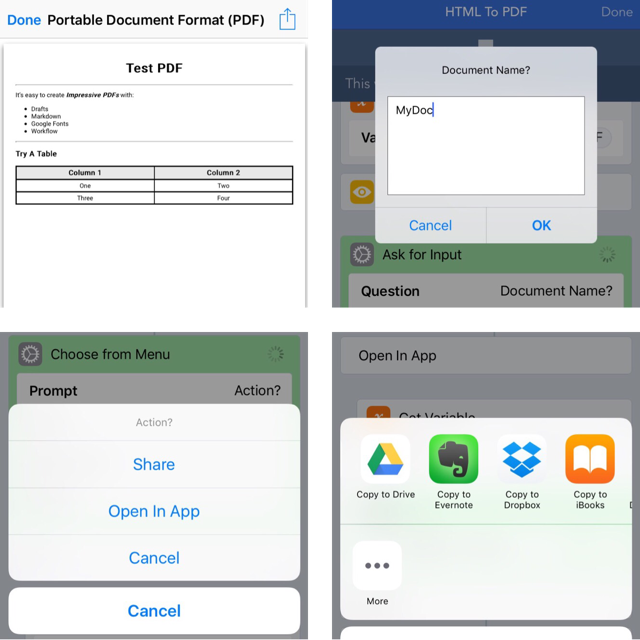 Done Portable Document Format (PDF)
Test PDF
It's easy to create Impressive PDFs with:
Drafts
Markdown
Google Fonts
Workflow
Try A Table
Column 1 Column 2
One Two
Three Four
HTML To PDF Done
This
Document Name?
MyDoc
Va F
Cancel OK
Ask for Input
Question Document Name?
Choose from Menu
Prompt Action?
Action?
Share
Open In App
Cancel
Cancel
Open In App
Get Variable
Copy to Drive
Copy to Evernote
Copy to Dropbox
Copy to iBooks
More